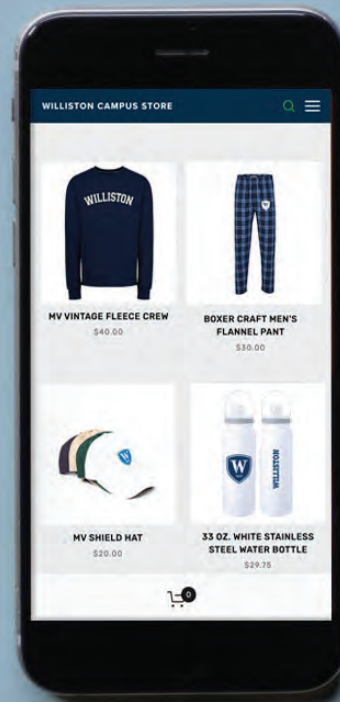 WILLISTON CAMPUS STORE
WILLISTON
MV VINTAGE FLEECE CREW
$40.00
BOXER CRAFT MEN'S
FLANNEL PANT
$30.00
W
MV SHIELD HAT
$20.00
W
WILLISTON
33 OZ. WHITE STAINLESS
STEEL WATER BOTTLE
$29.75
0